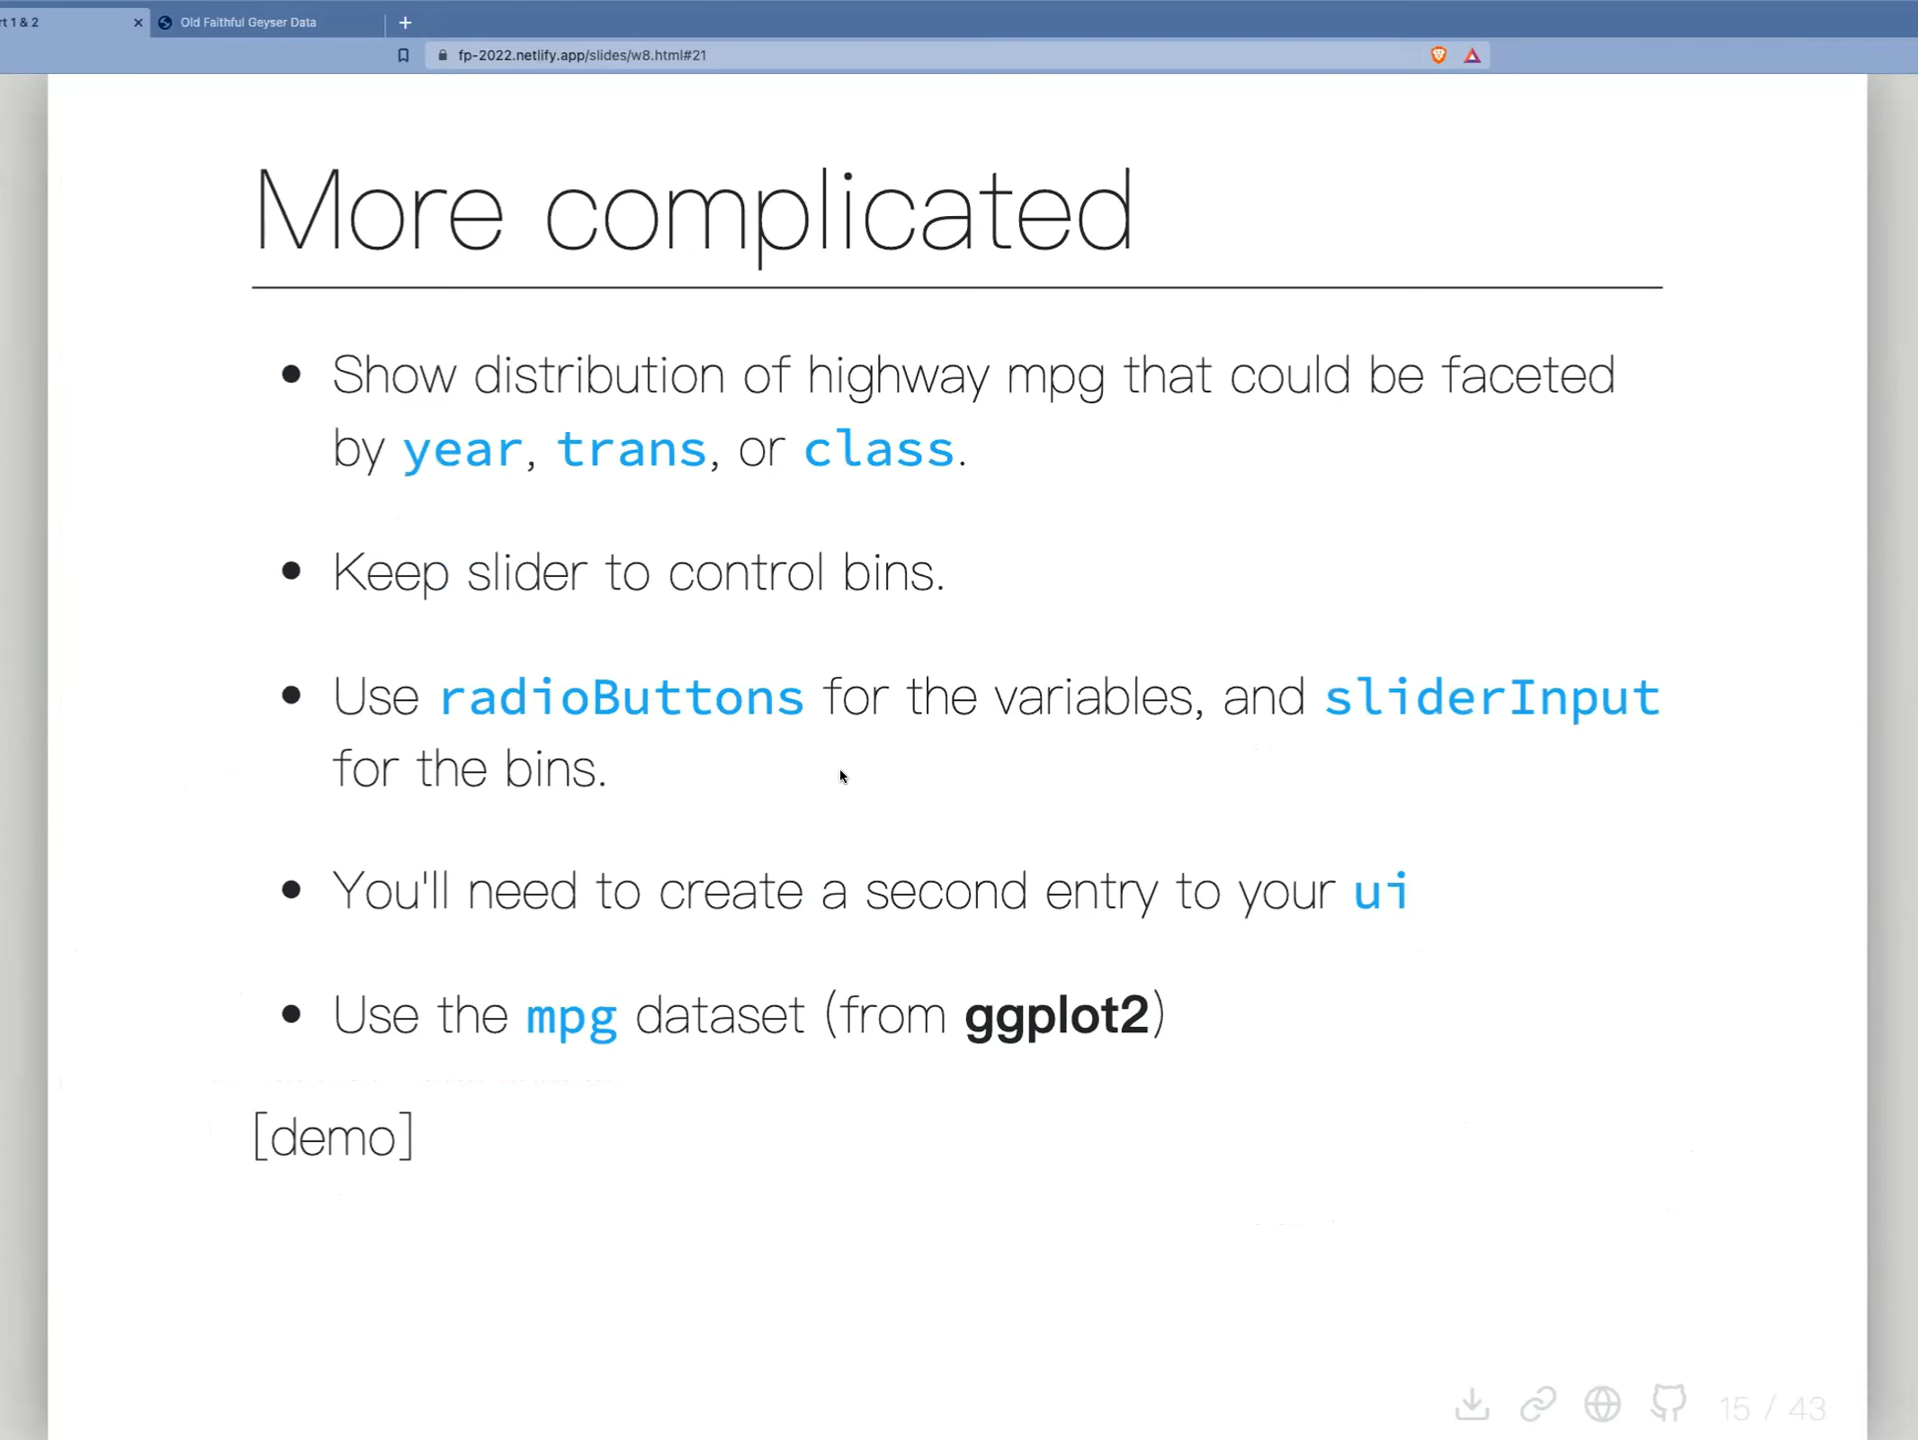 rt 1 & 2
Old Faithful Geyser Data
fp-2022.netlify.app/slides/w8.html#21
More complicated
Show distribution of highway mpg that could be faceted
by year, trans, or class.
Keep slider to control bins.
Use radioButtons for the variables, and sliderInput
for the bins.
You'll need to create a second entry to your ui
Use the mpg dataset (from ggplot2)
[demo]
15 / 43